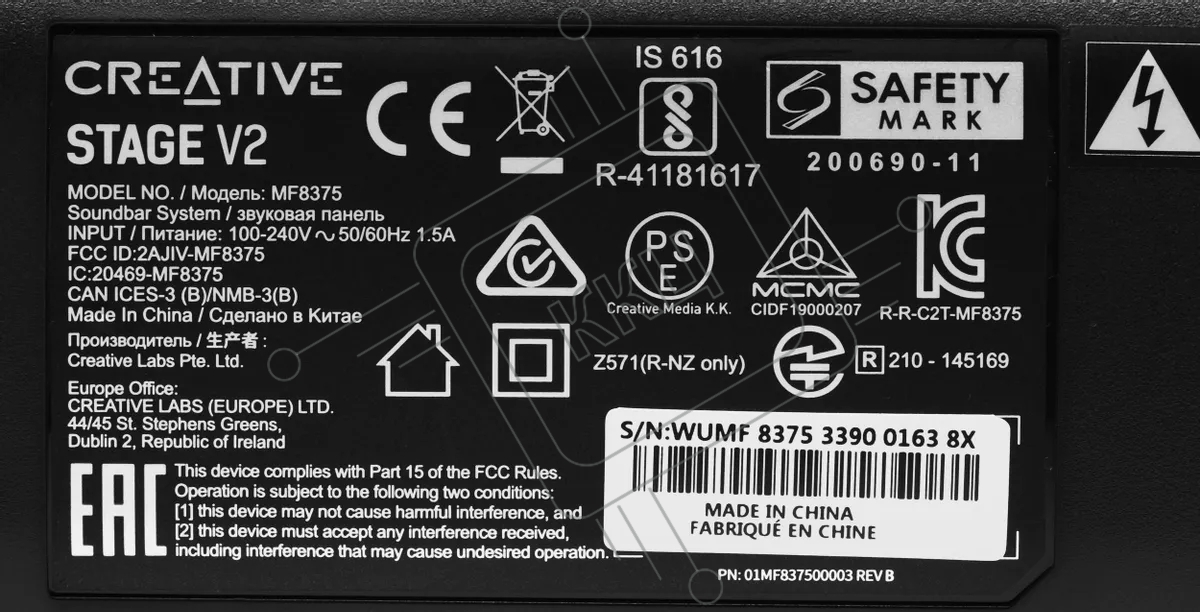 CREATIVE
STAGE V2
MODEL NO. / Модель: MF8375
Soundbar System / звуковая панель
INPUT / Питание: 100-240V ~ 50/60Hz 1.5A
FCC ID:2AJIV-MF8375
IC:20469-MF8375
CAN ICES-3 (B)/NMB-3(B)
Made In China / Сделано в Китае
Производитель / 生产者 :
Creative Labs Pte. Ltd.
Europe Office:
CREATIVE LABS (EUROPE) LTD.
44/45 St. Stephens Greens,
Dublin 2, Republic of Ireland
EAC
This device complies with Part 15 of the FCC Rules.
Operation is subject to the following two conditions:
[1] this device may not cause harmful interference, and
[2] this device must accept any interference received,
including interference that may cause undesired operation.
CE
IS 616
R-41181617
SAFETY
MARK
200690-11
PS
E
Creative Media K.K.
MCMC
CIDF19000207
KC
R-R-C2T-MF8375
Z571(R-NZ only)
R 210 - 145169
S/N:WUMF 8375 3390 0163 8X
MADE IN CHINA
FABRIQUÉ EN CHINE
PN: 01MF837500003 REV B
ККМ